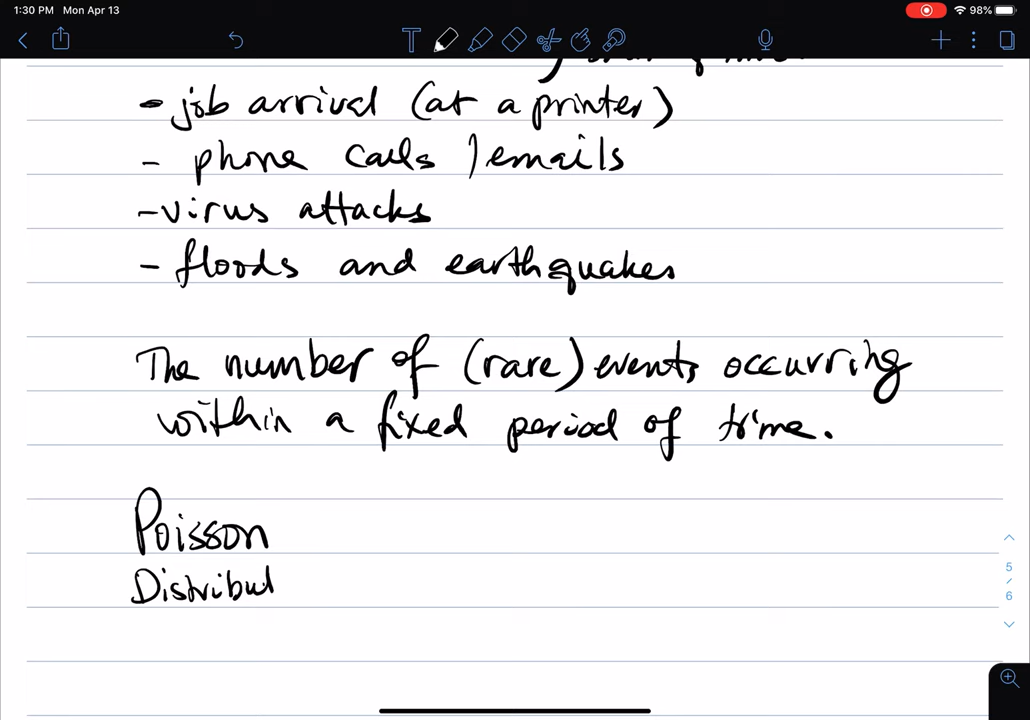 1:30 PM Mon Apr 13
98%
- job arrival (at a printer)
- phone calls / emails
- virus attacks
- floods and earthquakes
The number of (rare) events occurring
within a fixed period of time.
Poisson
Distribut
5
/
6